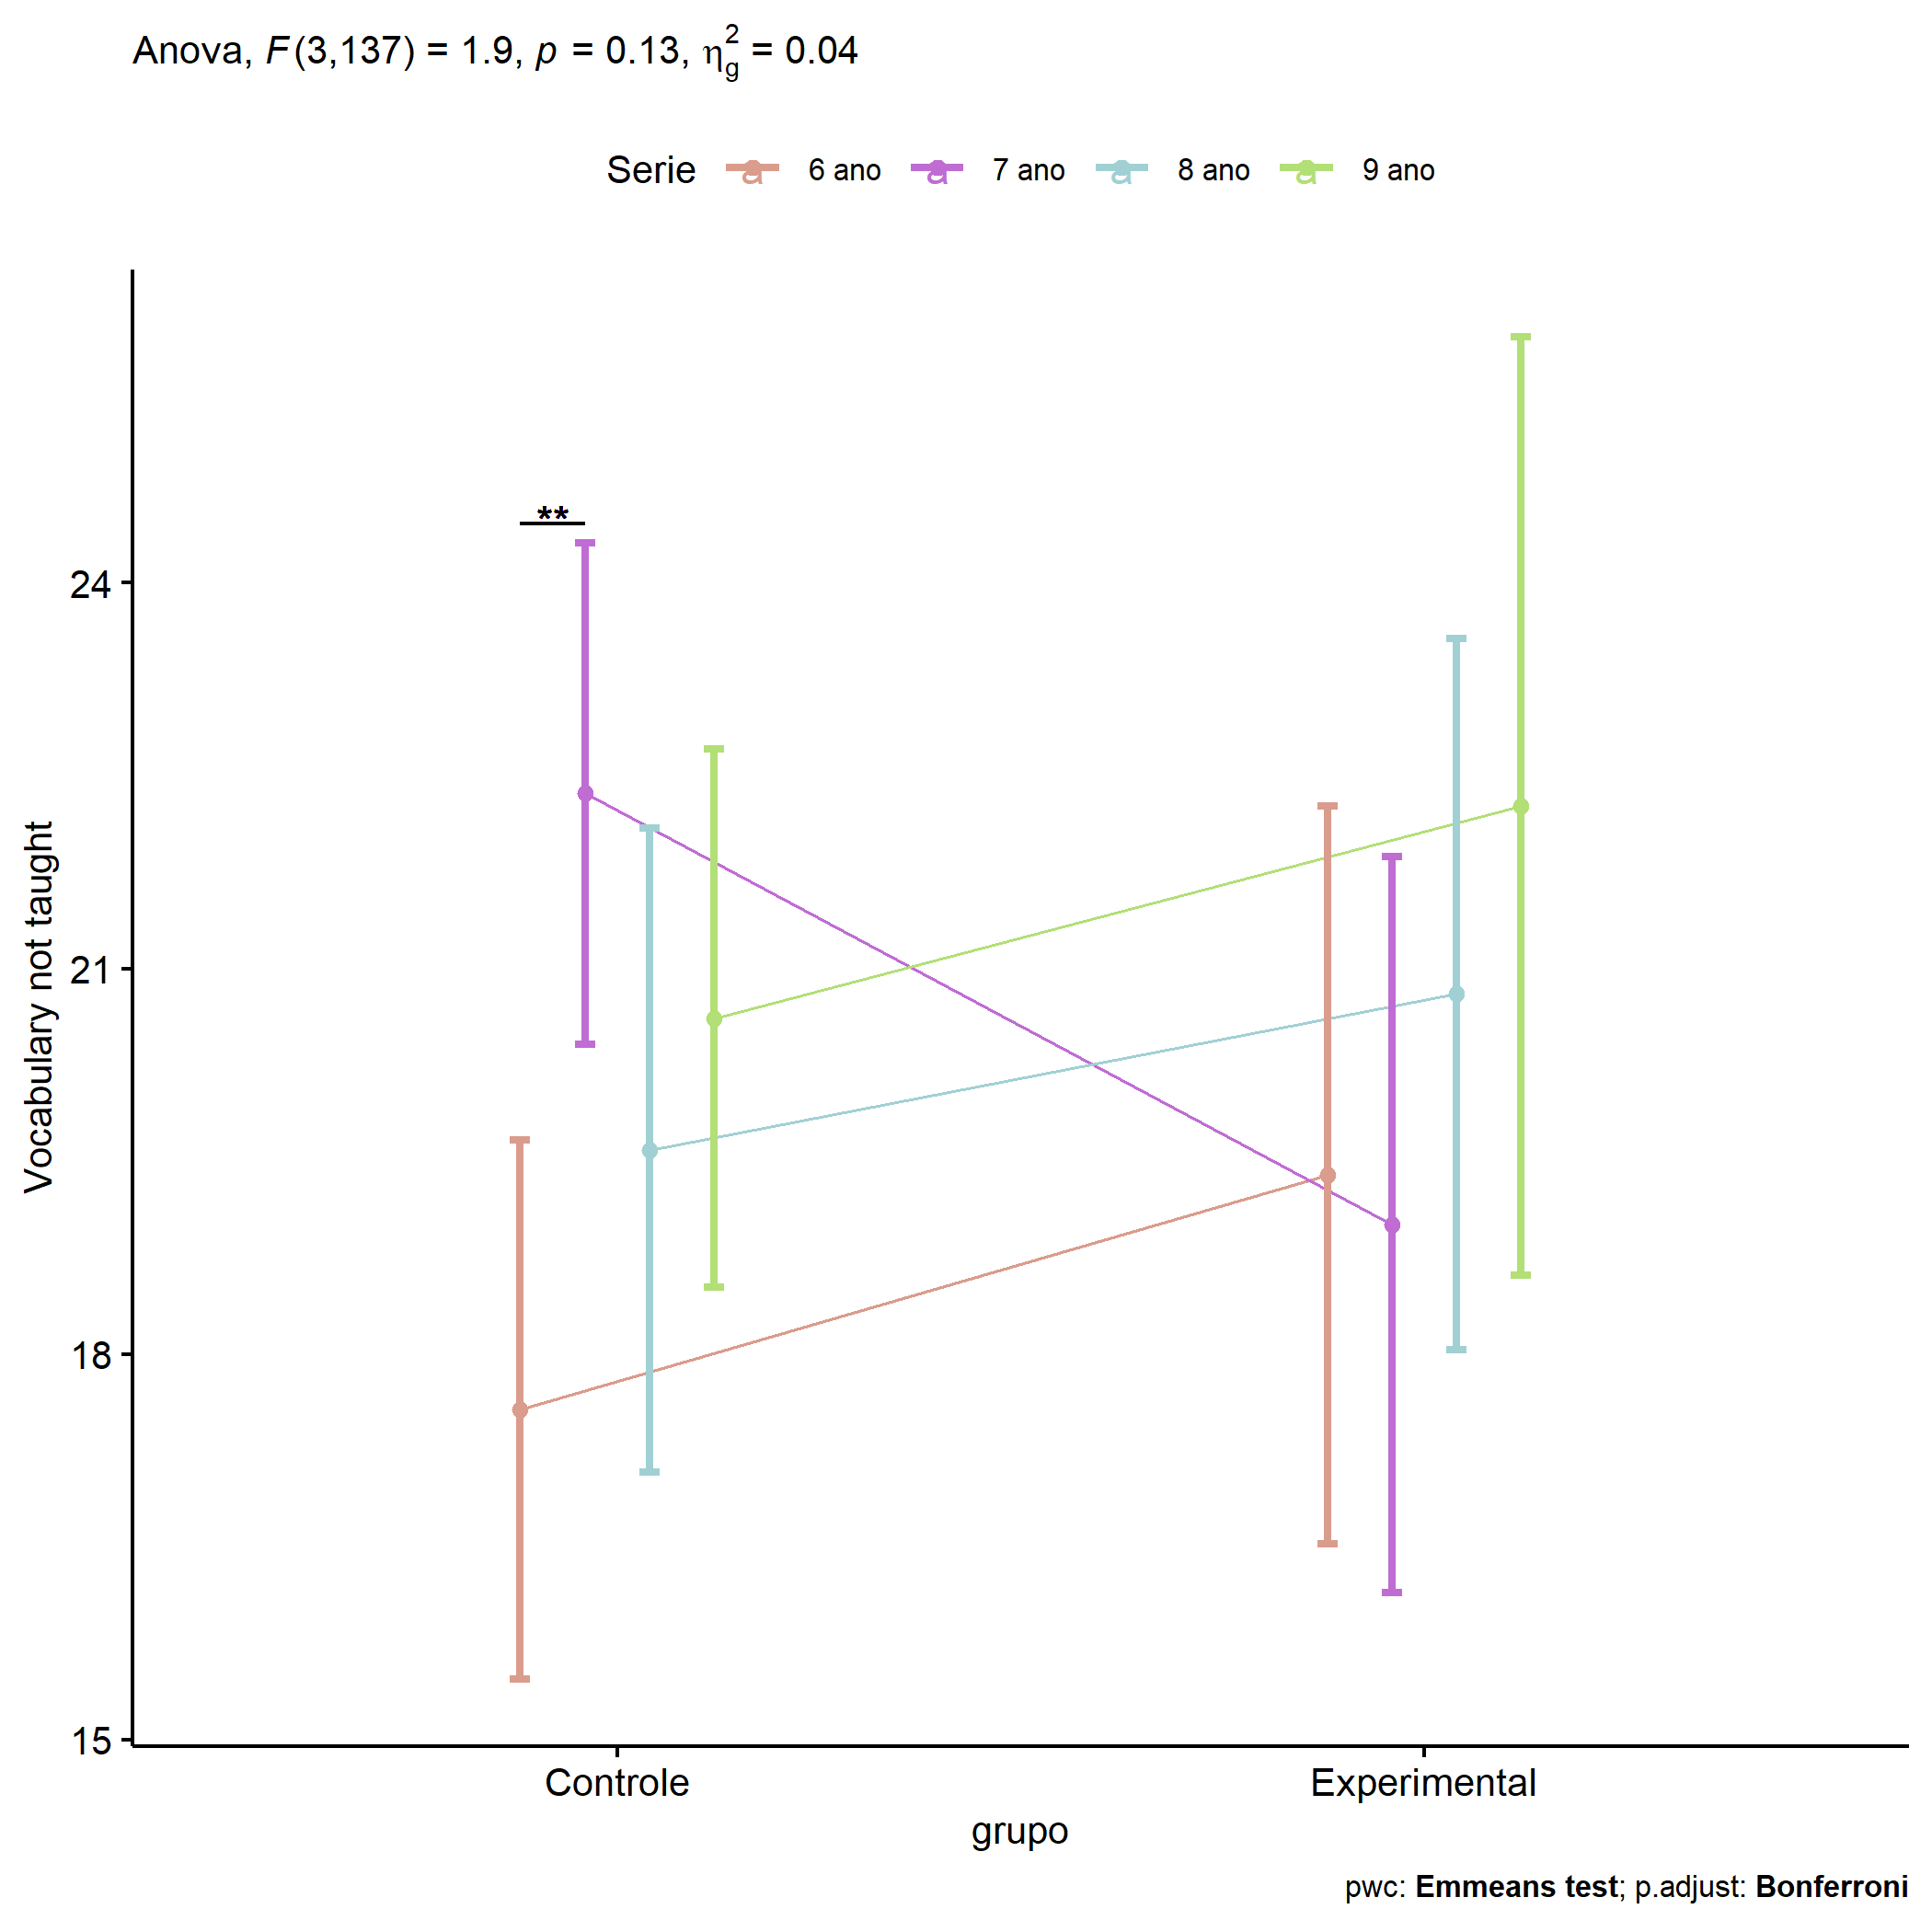 Anova, F(3,137) = 1.9, p = 0.13, η²g = 0.04
Serie a 6 ano a 7 ano a 8 ano a 9 ano
**
24
21
18
15
Vocabulary not taught
Controle Experimental
grupo
pwc: Emmeans test; p.adjust: Bonferroni